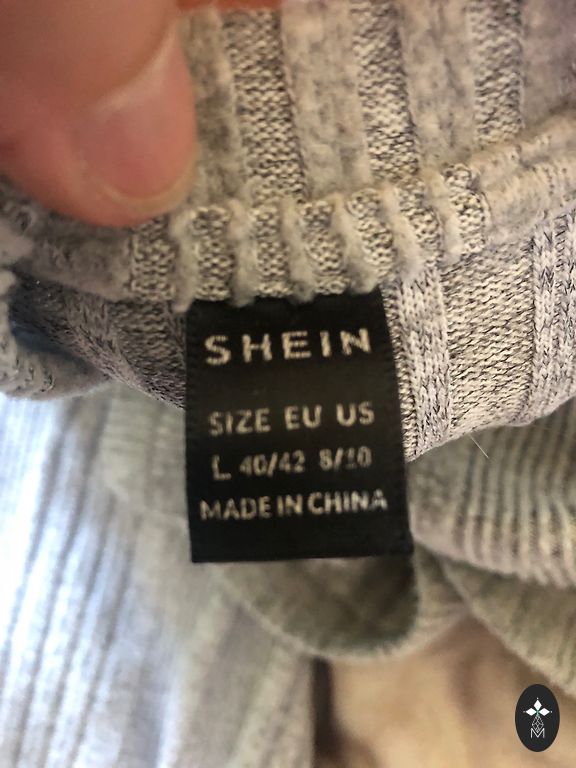 SHEIN
SIZE EU US
L 40/42 8/10
MADE IN CHINA